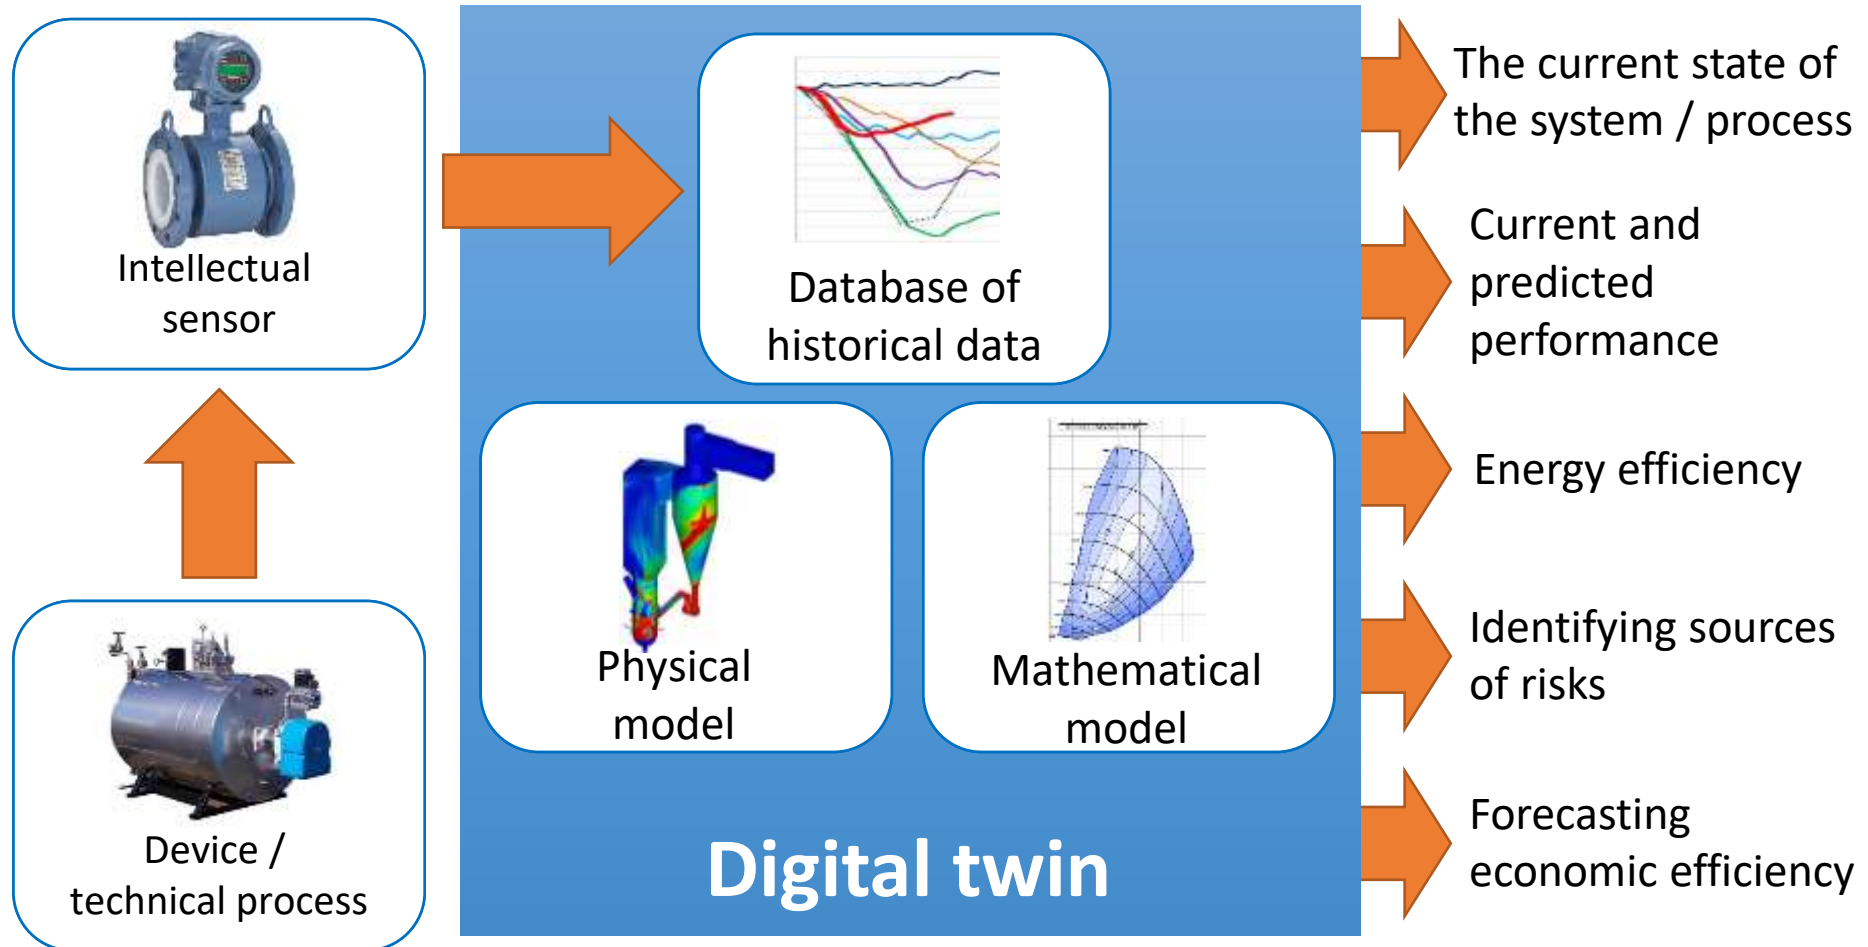 Intellectual
sensor
Device /
technical process
Database of
historical data
Physical
model
Mathematical
model
Digital twin
The current state of
the system / process
Current and
predicted
performance
Energy efficiency
Identifying sources
of risks
Forecasting
economic efficiency